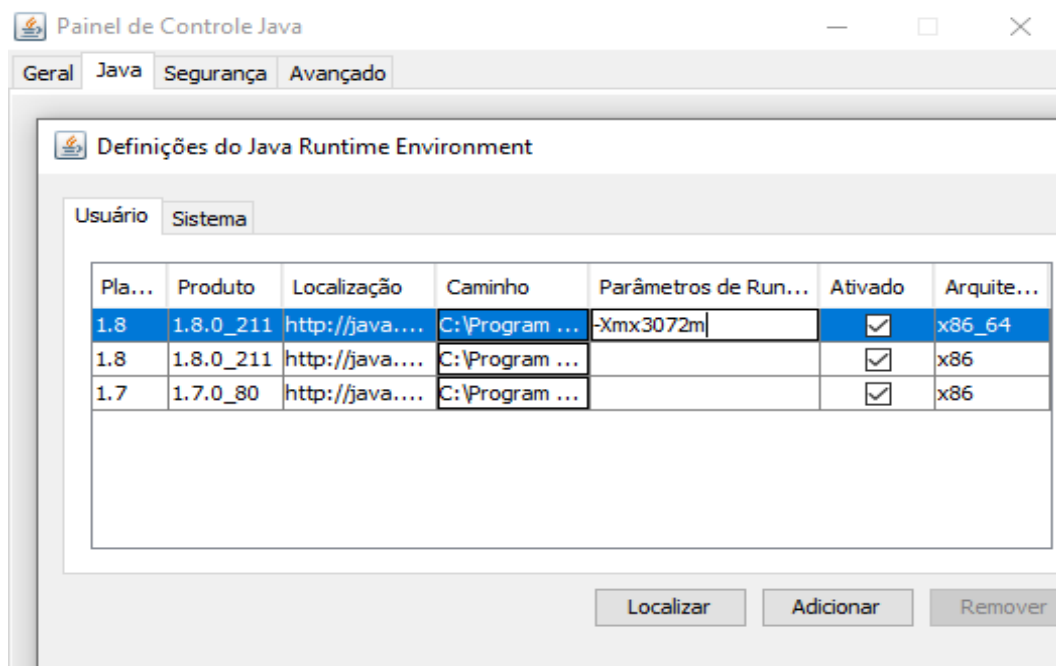 Painel de Controle Java
Geral Java Segurança Avançado
Definições do Java Runtime Environment
Usuário Sistema
Pla... Produto Localização Caminho Parâmetros de Run... Ativado Arquite...
1.8 1.8.0_211 http://java.... C:\Program ... -Xmx3072m x86_64
1.8 1.8.0_211 http://java.... C:\Program ... x86
1.7 1.7.0_80 http://java.... C:\Program ... x86
Localizar Adicionar Remover